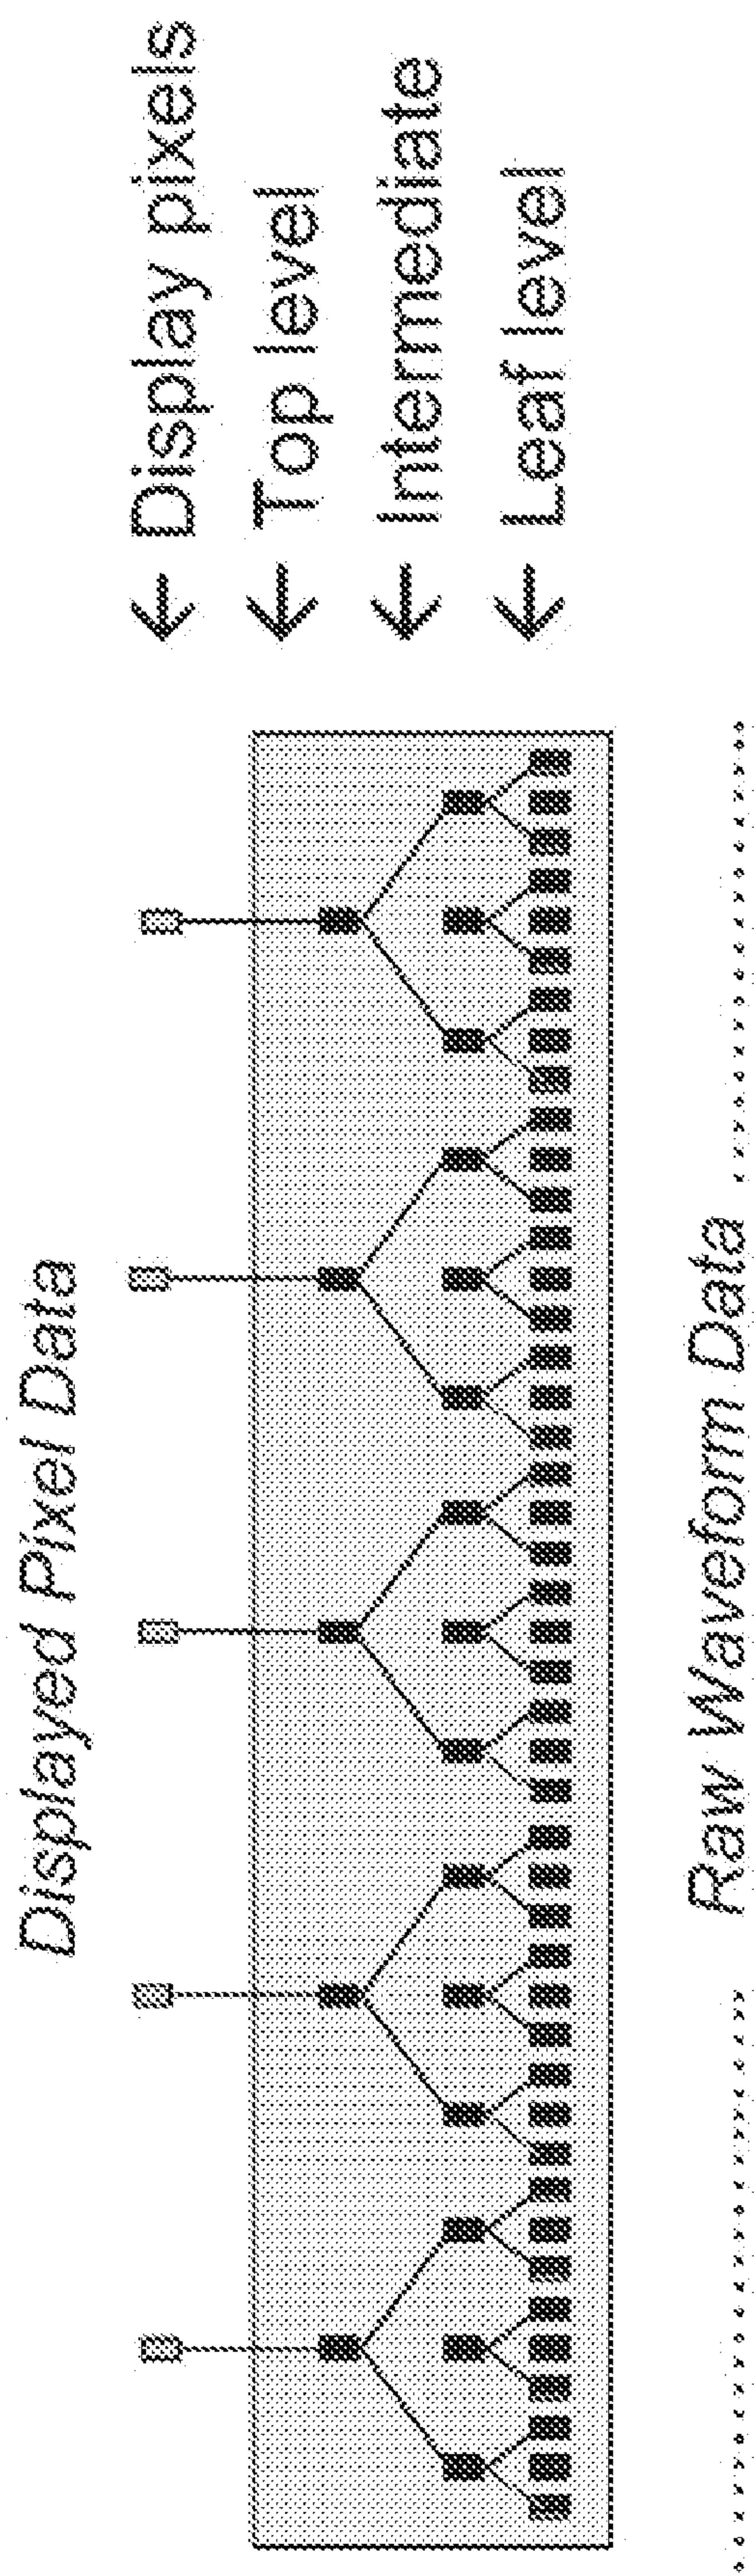 Displayed Pixel Data
Display pixels
Top level
Intermediate
Leaf level
Raw Waveform Data